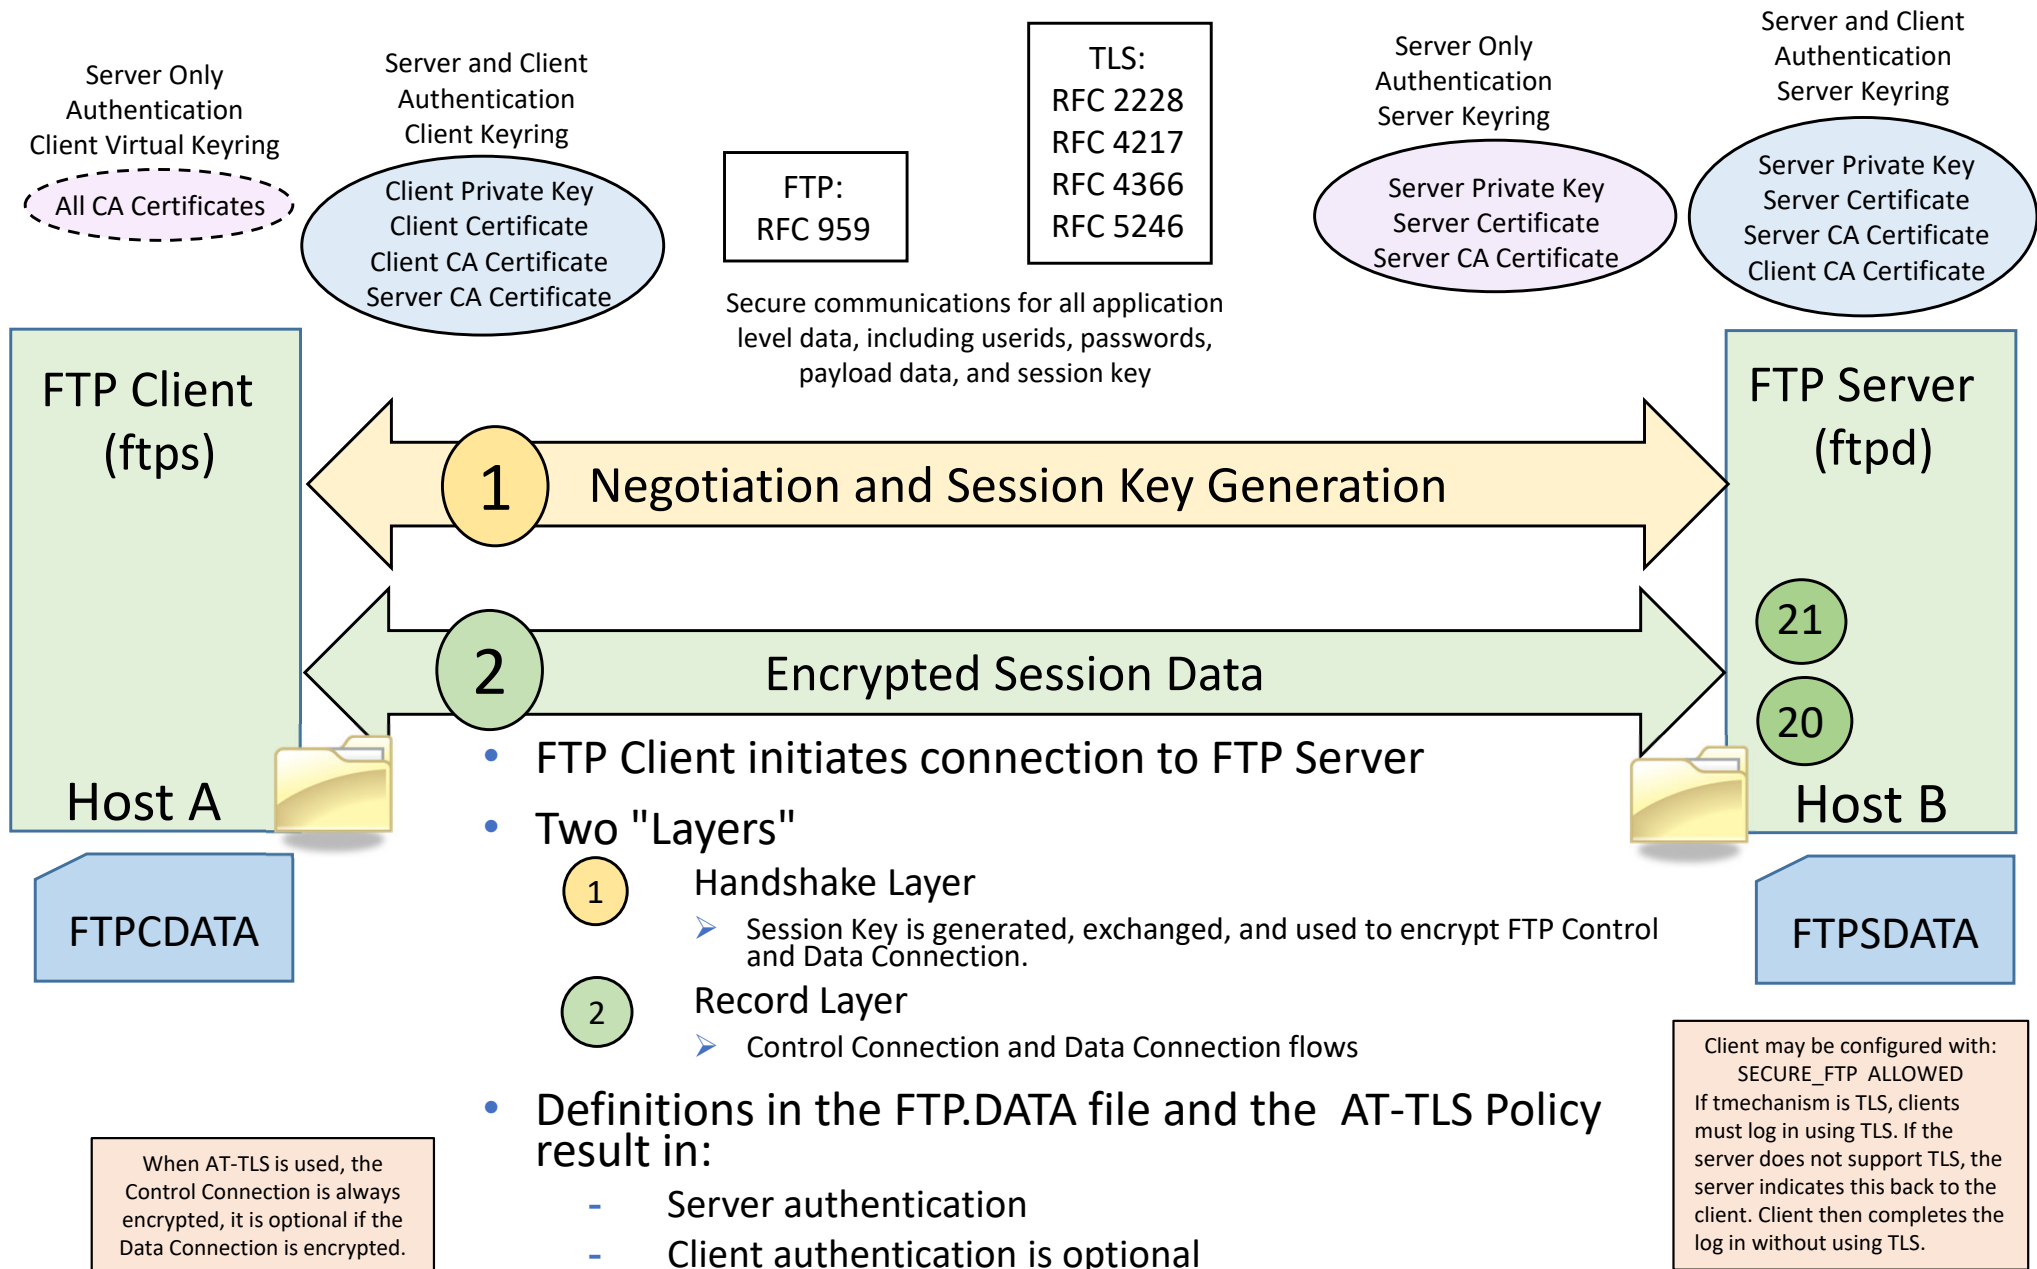 Server Only
Authentication
Client Virtual Keyring
All CA Certificates
Server and Client
Authentication
Client Keyring
Client Private Key
Client Certificate
Client CA Certificate
Server CA Certificate
FTP:
RFC 959
TLS:
RFC 2228
RFC 4217
RFC 4366
RFC 5246
Secure communications for all application
level data, including userids, passwords,
payload data, and session key
Server Only
Authentication
Server Keyring
Server Private Key
Server Certificate
Server CA Certificate
Server and Client
Authentication
Server Keyring
Server Private Key
Server Certificate
Server CA Certificate
Client CA Certificate
FTP Client
(ftps)
Host A
FTPCDATA
1 Negotiation and Session Key Generation
2 Encrypted Session Data
FTP Server
(ftpd)
21
20
Host B
FTPSDATA
• FTP Client initiates connection to FTP Server
• Two "Layers"
1 Handshake Layer
➢ Session Key is generated, exchanged, and used to encrypt FTP Control
and Data Connection.
2 Record Layer
➢ Control Connection and Data Connection flows
• Definitions in the FTP.DATA file and the AT-TLS Policy
result in:
- Server authentication
- Client authentication is optional
When AT-TLS is used, the
Control Connection is always
encrypted, it is optional if the
Data Connection is encrypted.
Client may be configured with:
SECURE_FTP ALLOWED
If tmechanism is TLS, clients
must log in using TLS. If the
server does not support TLS, the
server indicates this back to the
client. Client then completes the
log in without using TLS.